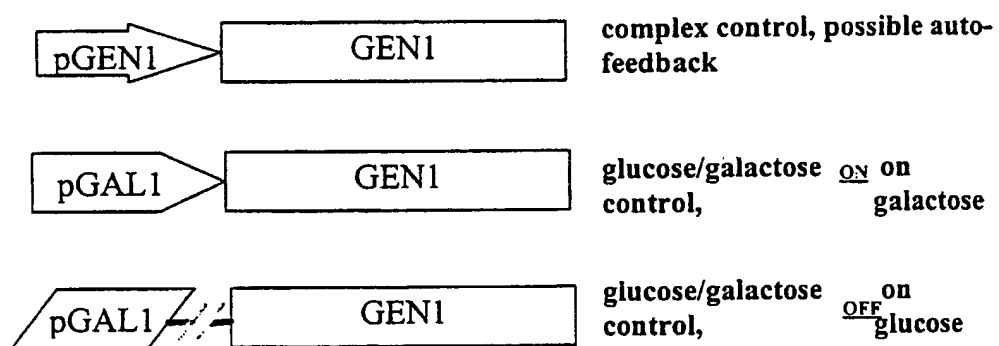 pGEN1 GEN1 complex control, possible auto-
feedback
pGAL1 GEN1 glucose/galactose ON on
control, galactose
pGAL1 GEN1 glucose/galactose OFF on
control, glucose